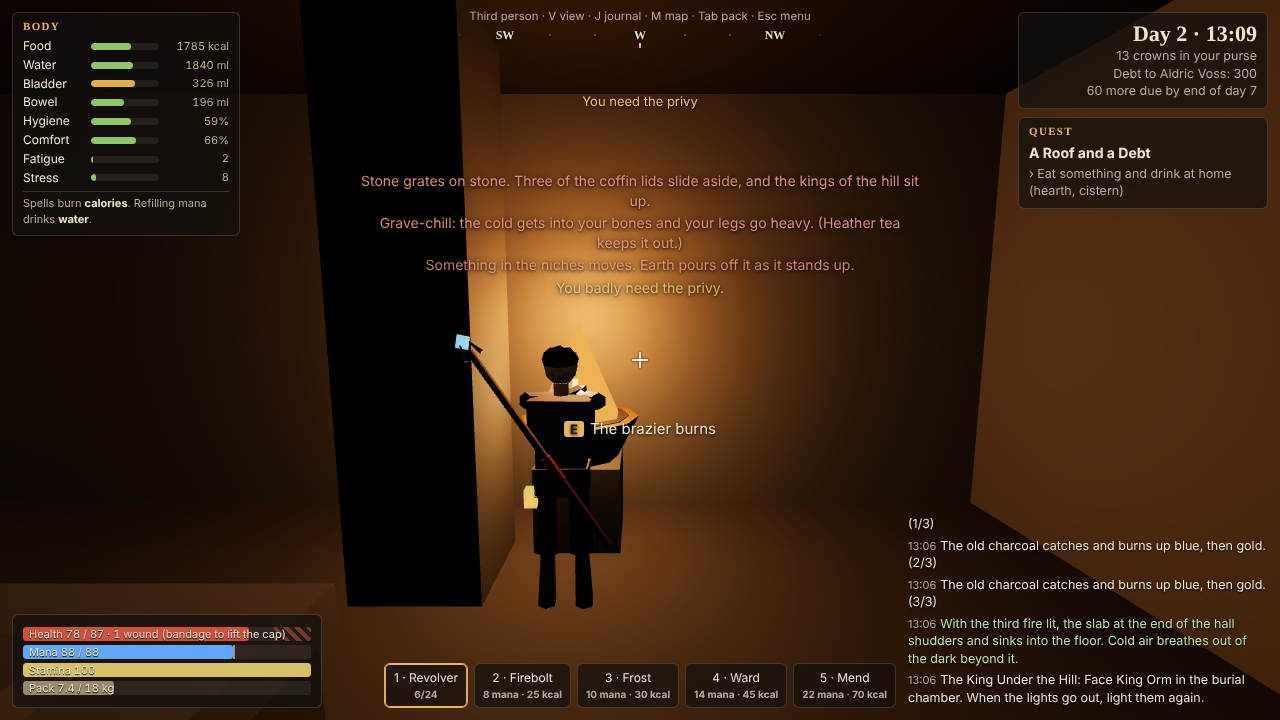 Third person · V view · J journal · M map · Tab pack · Esc menu
SW · · W · · NW ·
BODY
Food 1785 kcal
Water 1840 ml
Bladder 326 ml
Bowel 196 ml
Hygiene 59%
Comfort 66%
Fatigue 2
Stress 8
Spells burn calories. Refilling mana
drinks water.
Day 2 · 13:09
13 crowns in your purse
Debt to Aldric Voss: 300
60 more due by end of day 7
QUEST
A Roof and a Debt
› Eat something and drink at home
(hearth, cistern)
You need the privy
Stone grates on stone. Three of the coffin lids slide aside, and the kings of the hill sit
up.
Grave-chill: the cold gets into your bones and your legs go heavy. (Heather tea
keeps it out.)
Something in the niches moves. Earth pours off it as it stands up.
You badly need the privy.
E The brazier burns
(1/3)
13:06 The old charcoal catches and burns up blue, then gold.
(2/3)
13:06 The old charcoal catches and burns up blue, then gold.
(3/3)
13:06 With the third fire lit, the slab at the end of the hall
shudders and sinks into the floor. Cold air breathes out of
the dark beyond it.
13:06 The King Under the Hill: Face King Orm in the burial
chamber. When the lights go out, light them again.
Health 78 / 87 · 1 wound (bandage to lift the cap)
Mana 88 / 88
Stamina 100
Pack 7.4 / 18 kg
1 · Revolver
6/24
2 · Firebolt
8 mana · 25 kcal
3 · Frost
10 mana · 30 kcal
4 · Ward
14 mana · 45 kcal
5 · Mend
22 mana · 70 kcal